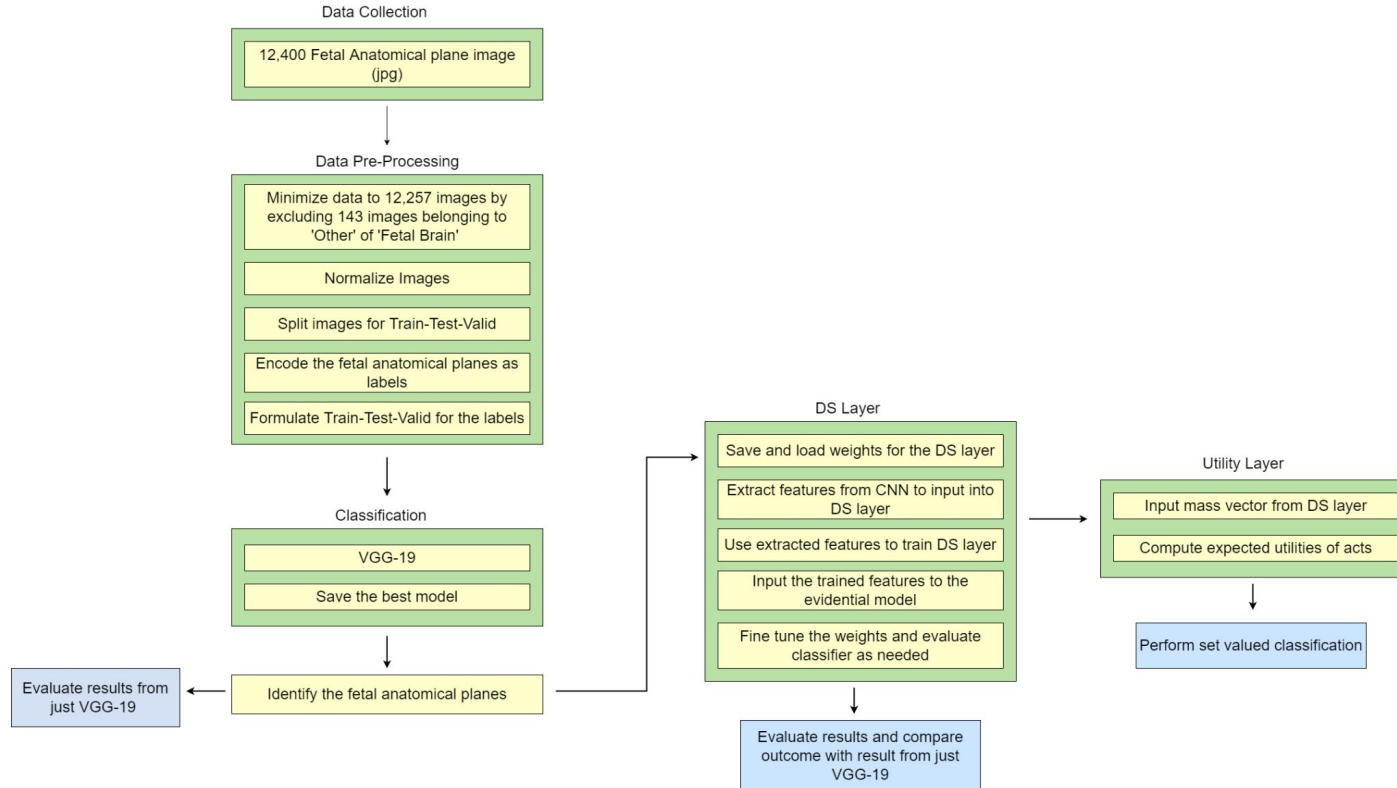 Data Collection
12,400 Fetal Anatomical plane image
(jpg)
Data Pre-Processing
Minimize data to 12,257 images by
excluding 143 images belonging to
'Other' of 'Fetal Brain'
Normalize Images
Split images for Train-Test-Valid
Encode the fetal anatomical planes as
labels
Formulate Train-Test-Valid for the labels
Classification
VGG-19
Save the best model
Identify the fetal anatomical planes
Evaluate results from
just VGG-19
DS Layer
Save and load weights for the DS layer
Extract features from CNN to input into
DS layer
Use extracted features to train DS layer
Input the trained features to the
evidential model
Fine tune the weights and evaluate
classifier as needed
Evaluate results and compare
outcome with result from just
VGG-19
Utility Layer
Input mass vector from DS layer
Compute expected utilities of acts
Perform set valued classification